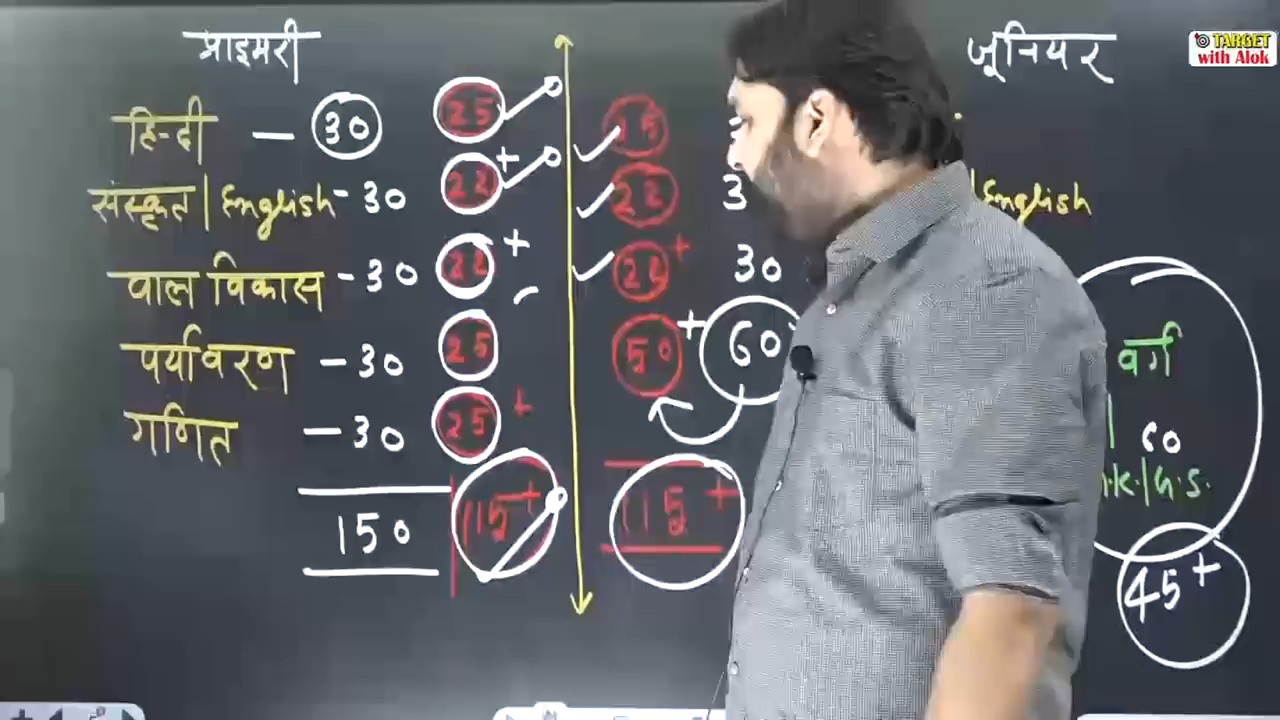 प्राइमरी
हिन्दी — 30 25
संस्कृत | English - 30 22 +
बाल विकास - 30 22 +
पर्यावरण - 30 25
गणित - 30 25 +
150 115+
जूनियर
22
22+ 30
50+ 60
115+
English
वर्ग
60
G.S.
45+
TARGET
with Alok